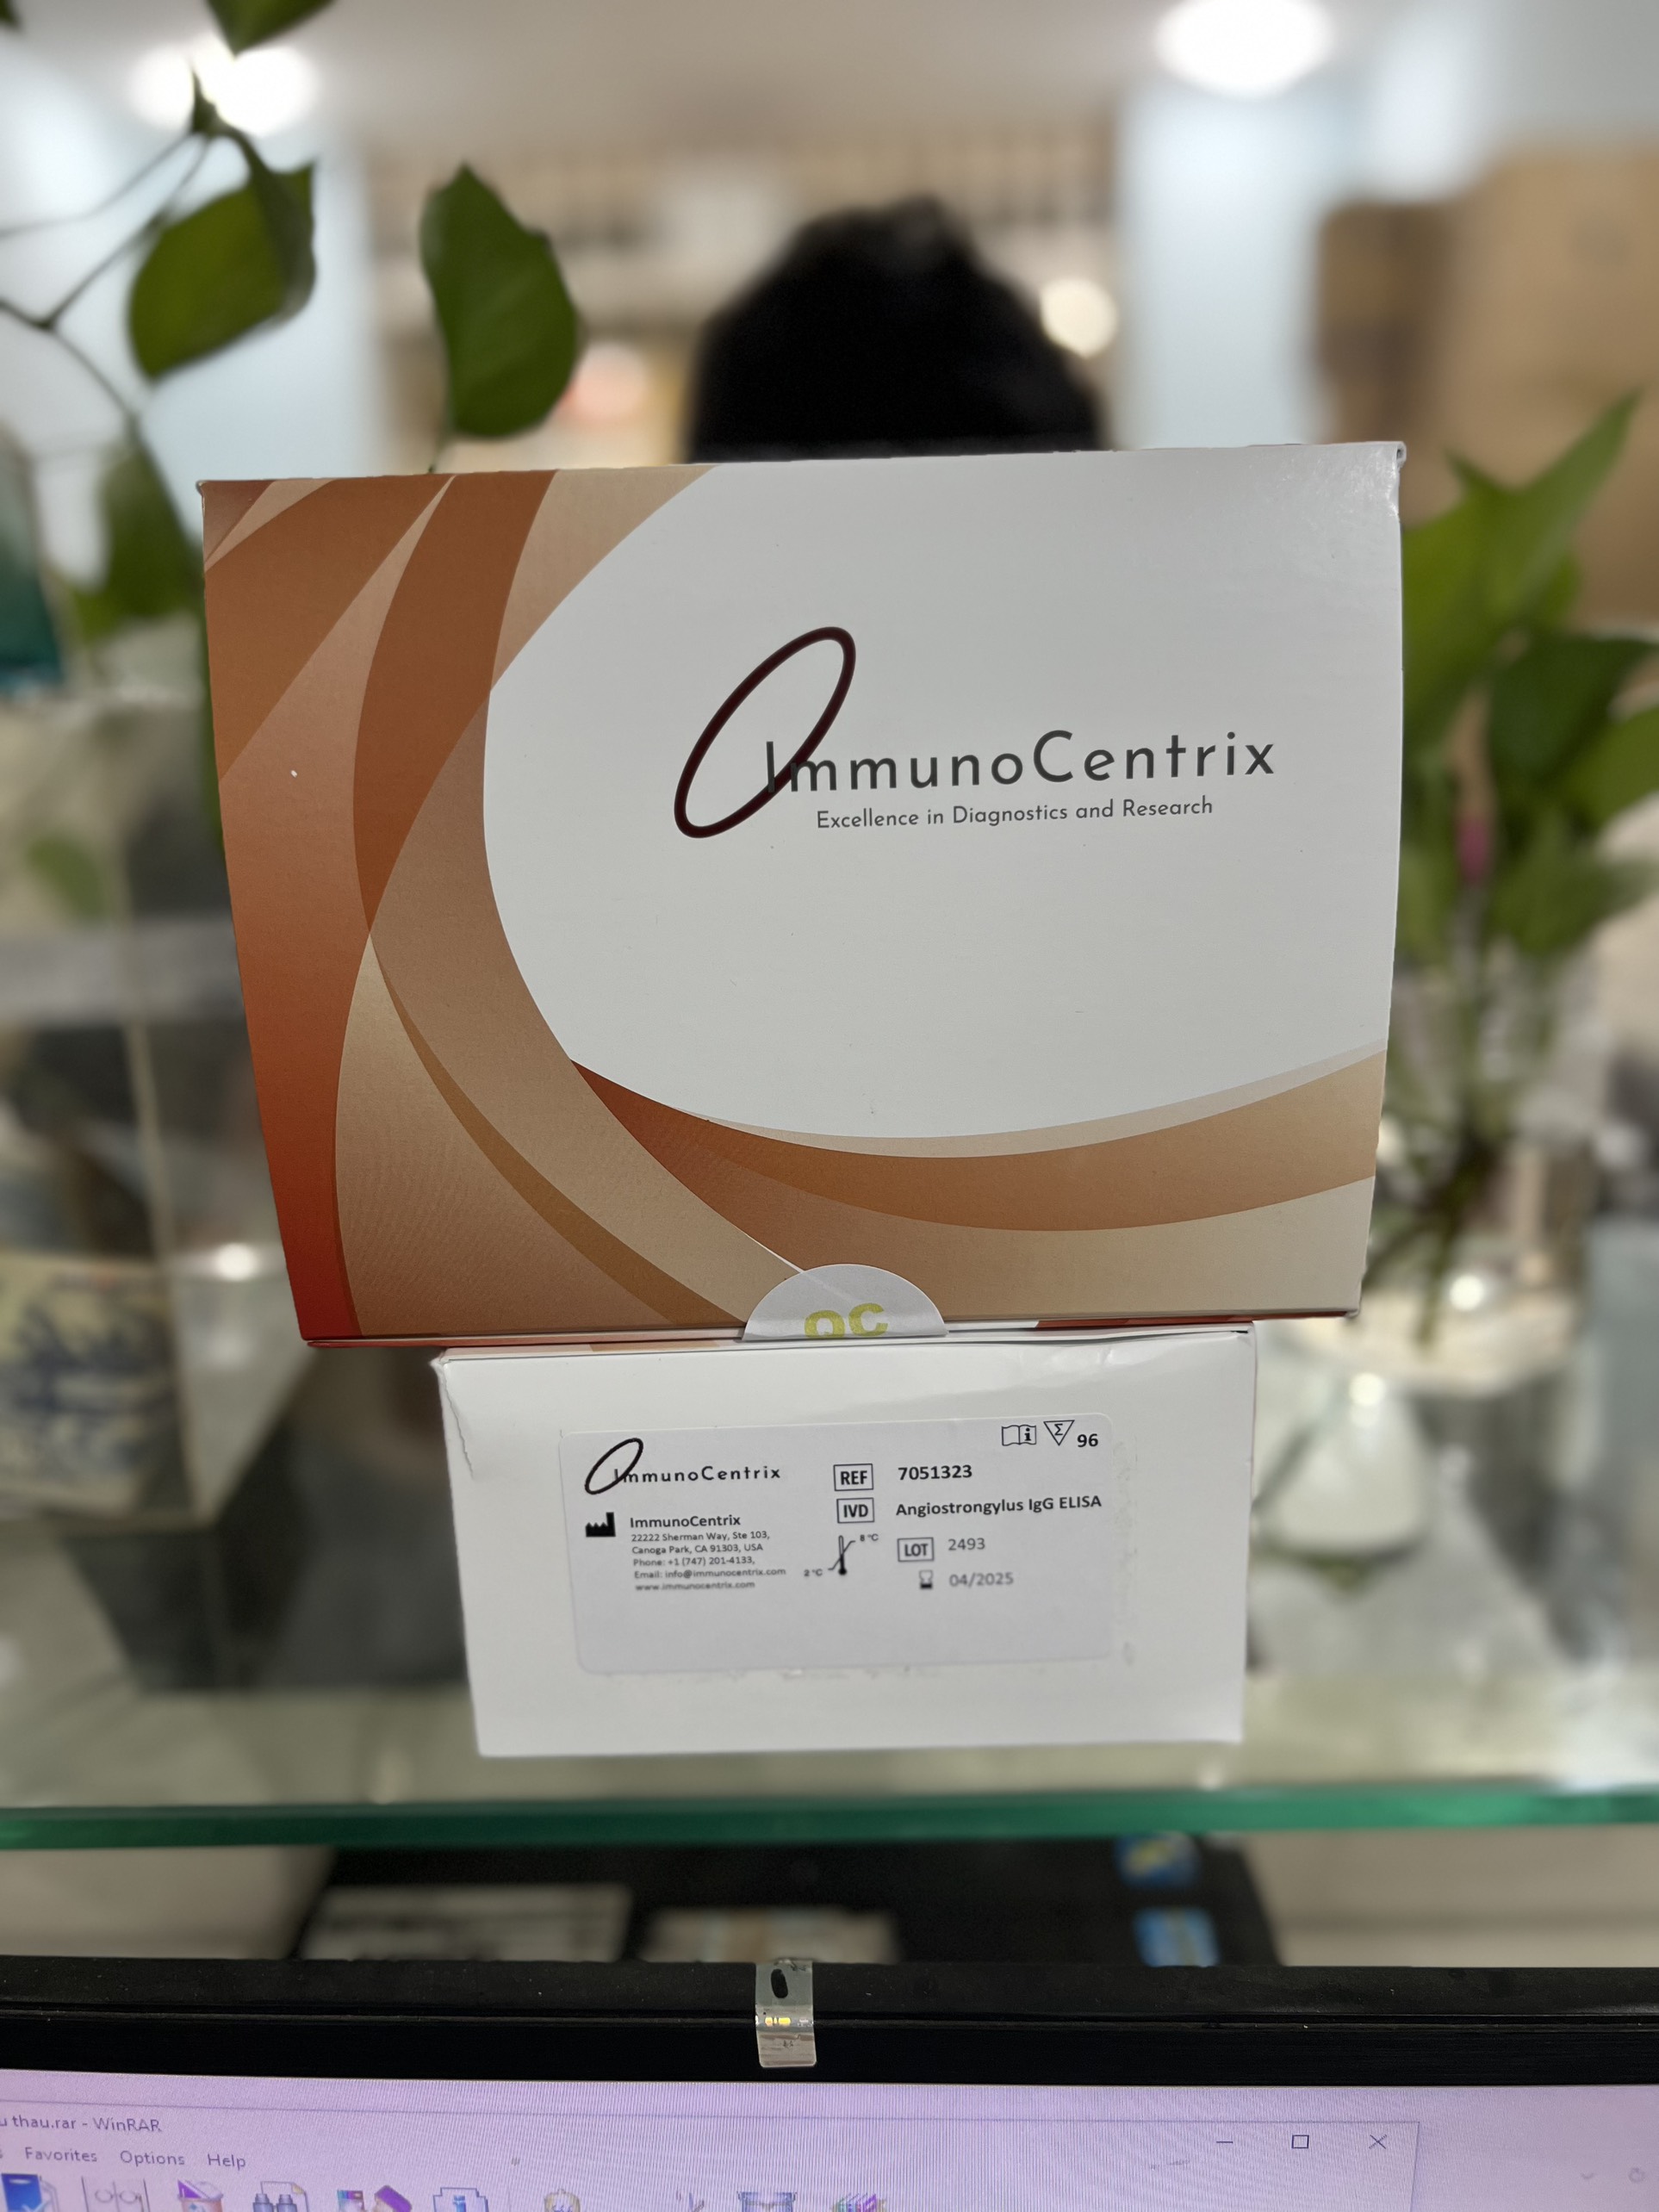 ImmunoCentrix
Excellence in Diagnostics and Research
QC
96
ImmunoCentrix
REF 7051323
IVD Angiostrongylus IgG ELISA
ImmunoCentrix
22222 Sherman Way, Ste 103,
Canoga Park, CA 91303, USA
Phone: +1 (747) 201-4133,
Email: info@immunocentrix.com
www.immunocentrix.com
8°C
2°C
LOT 2493
04/2025
u thau.rar - WinRAR
Favorites Options Help